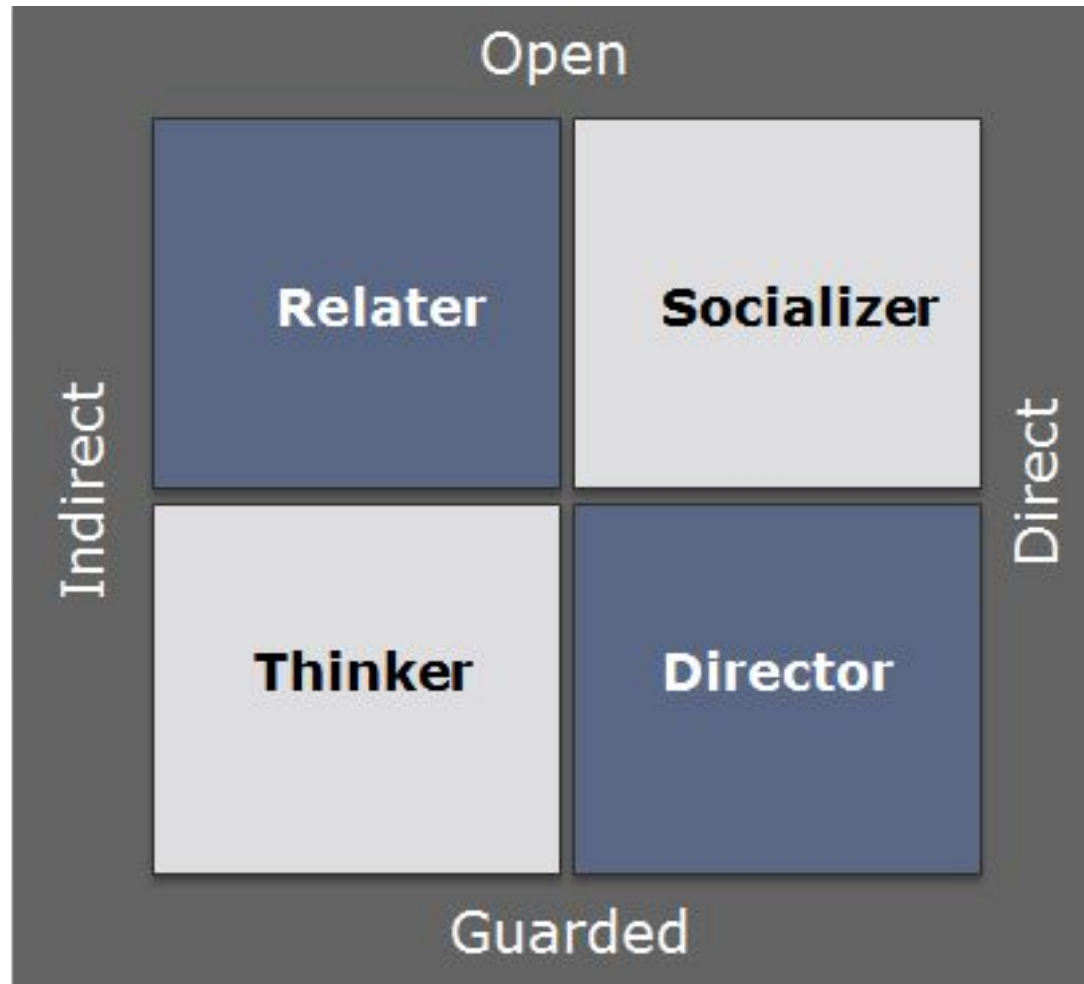 Open
Relater
Socializer
Indirect
Direct
Thinker
Director
Guarded